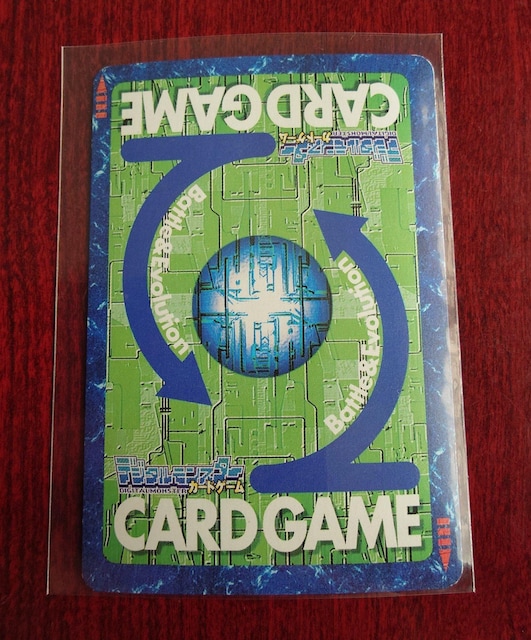 CARD GAME
デジタルモンスター
DIGITALMONSTER
カードゲーム
Battle&Evolution
Battle&Evolution
デジタルモンスター
DIGITALMONSTER カードゲーム
CARD GAME